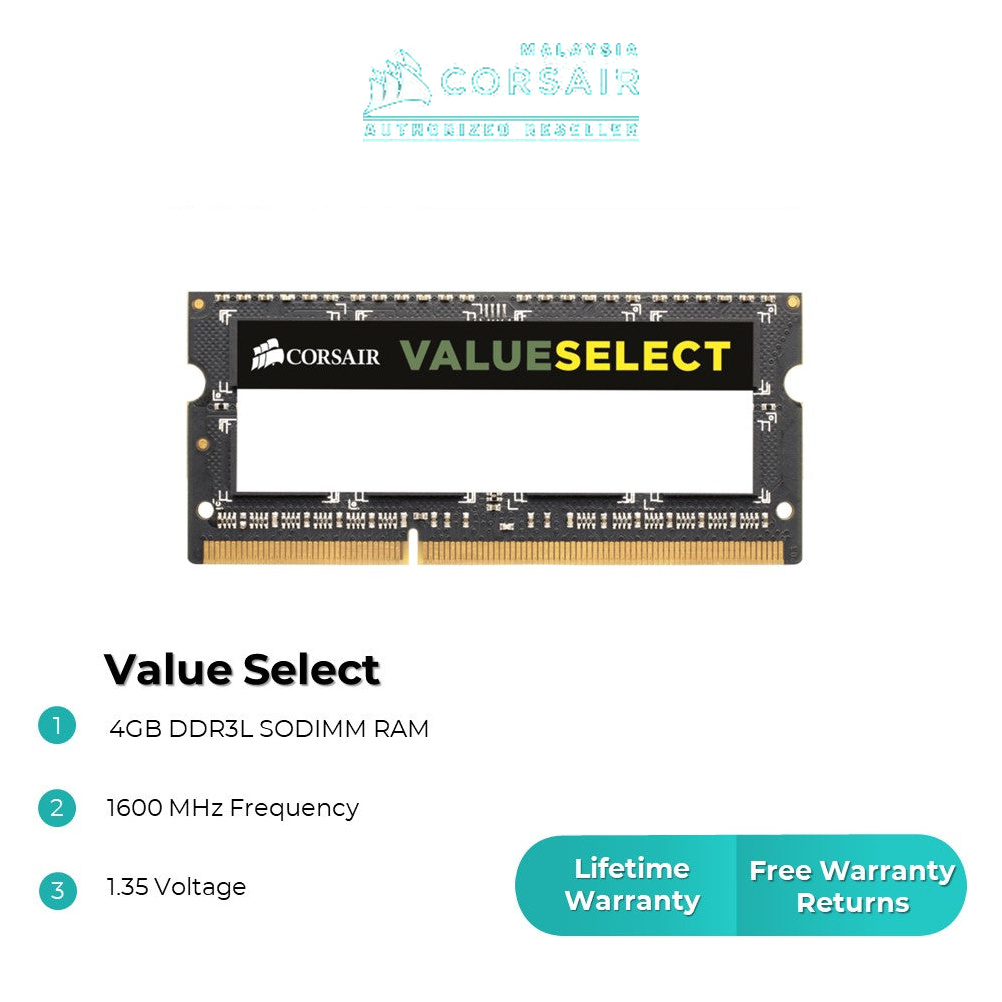 MALAYSIA
CORSAIR
AUTHORIZED RESELLER
CORSAIR VALUESELECT
Value Select
1 4GB DDR3L SODIMM RAM
2 1600 MHz Frequency
3 1.35 Voltage
Lifetime
Warranty
Free Warranty
Returns